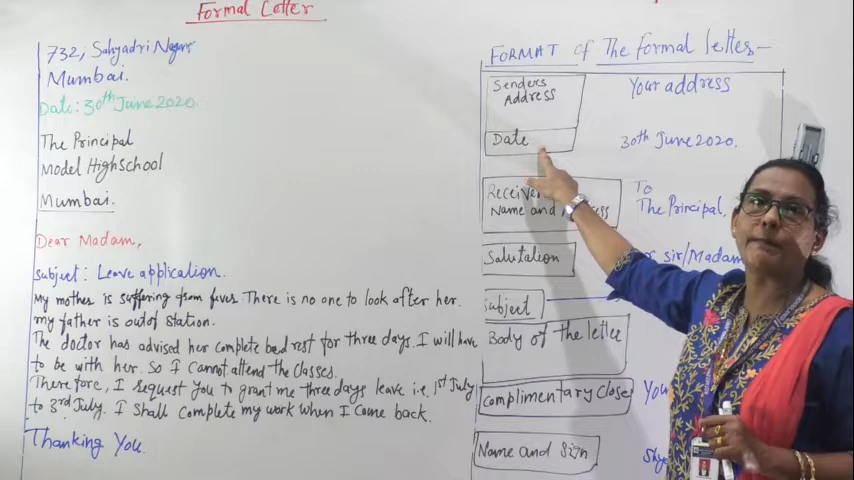 Formal Letter
732, Sahyadri Nagar
Mumbai.
Date: 30th June 2020.
The Principal
Model High School
Mumbai.
Dear Madam,
Subject: Leave application.
My mother is suffering from fever. There is no one to look after her.
my father is out of station.
The doctor has advised her complete bed rest for three days. I will have
to be with her. So I cannot attend the classes.
Therefore, I request you to grant me three days leave i.e. 1st July
to 3rd July. I shall complete my work when I come back.
Thanking You.
FORMAT of The formal letter-
Senders Your address
Address
Date 30th June 2020.
Receiver To
Name and The Principal,
Salutation sir/Madam
Subject
Body of the letter
Complimentary Close
Name and Sign